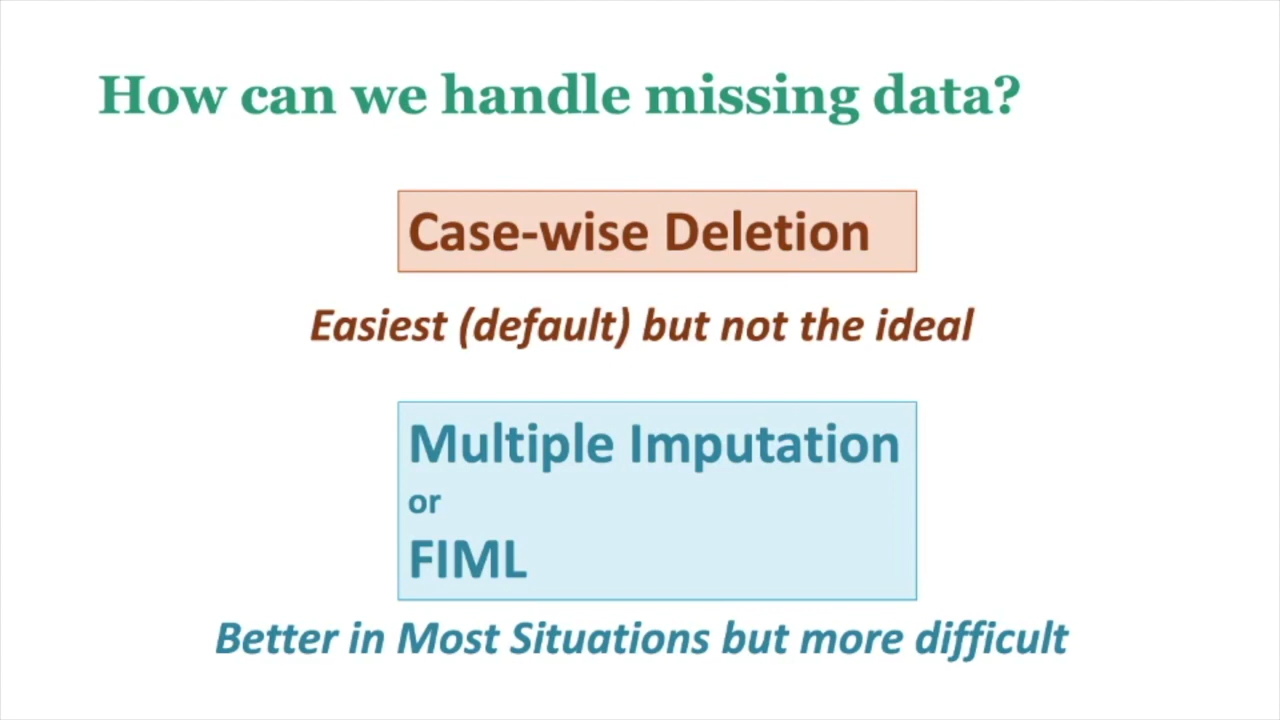 How can we handle missing data?
Case-wise Deletion
Easiest (default) but not the ideal
Multiple Imputation
or
FIML
Better in Most Situations but more difficult